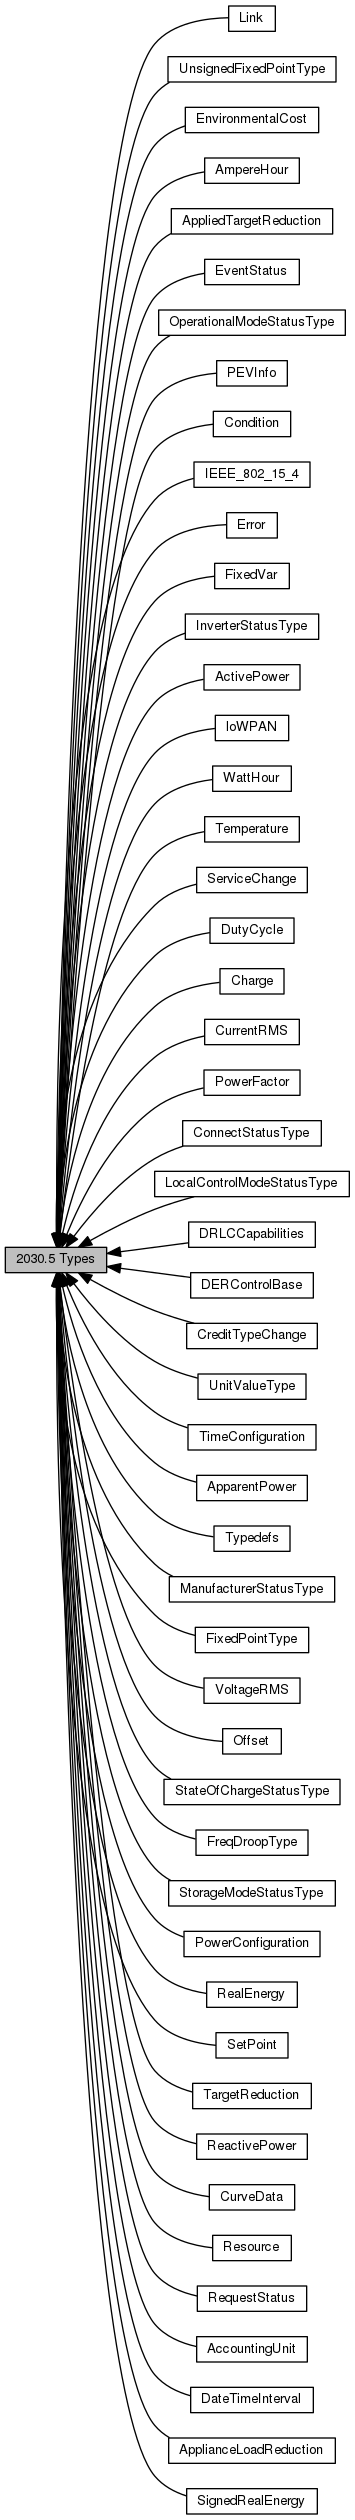 Link
UnsignedFixedPointType
EnvironmentalCost
AmpereHour
AppliedTargetReduction
EventStatus
OperationalModeStatusType
PEVInfo
Condition
IEEE_802_15_4
Error
FixedVar
InverterStatusType
ActivePower
loWPAN
WattHour
Temperature
ServiceChange
DutyCycle
Charge
CurrentRMS
PowerFactor
ConnectStatusType
LocalControlModeStatusType
DRLCCapabilities
2030.5 Types
DERControlBase
CreditTypeChange
UnitValueType
TimeConfiguration
ApparentPower
Typedefs
ManufacturerStatusType
FixedPointType
VoltageRMS
Offset
StateOfChargeStatusType
FreqDroopType
StorageModeStatusType
PowerConfiguration
RealEnergy
SetPoint
TargetReduction
ReactivePower
CurveData
Resource
RequestStatus
AccountingUnit
DateTimeInterval
ApplianceLoadReduction
SignedRealEnergy